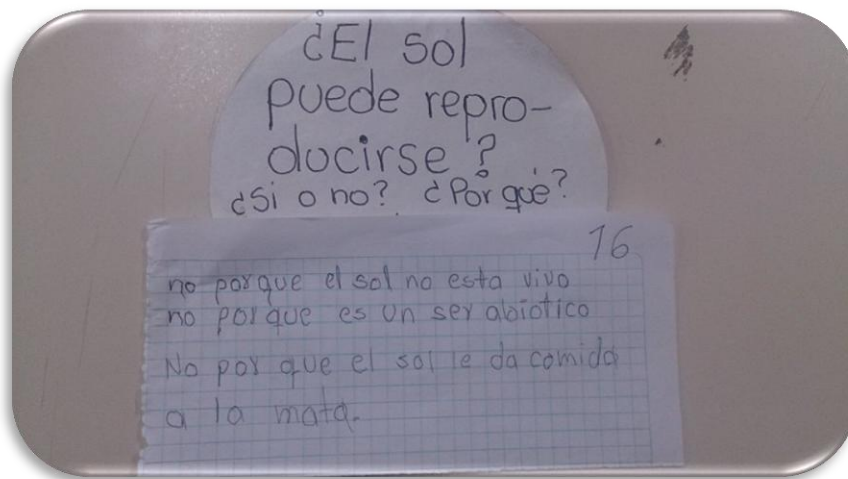 ¿El sol
puede repro-
ducirse?
¿Si o no? ¿Por qué?
16
no porque el sol no esta vivo
no porque es un ser abiotico
No por que el sol le da comida
a la mata.